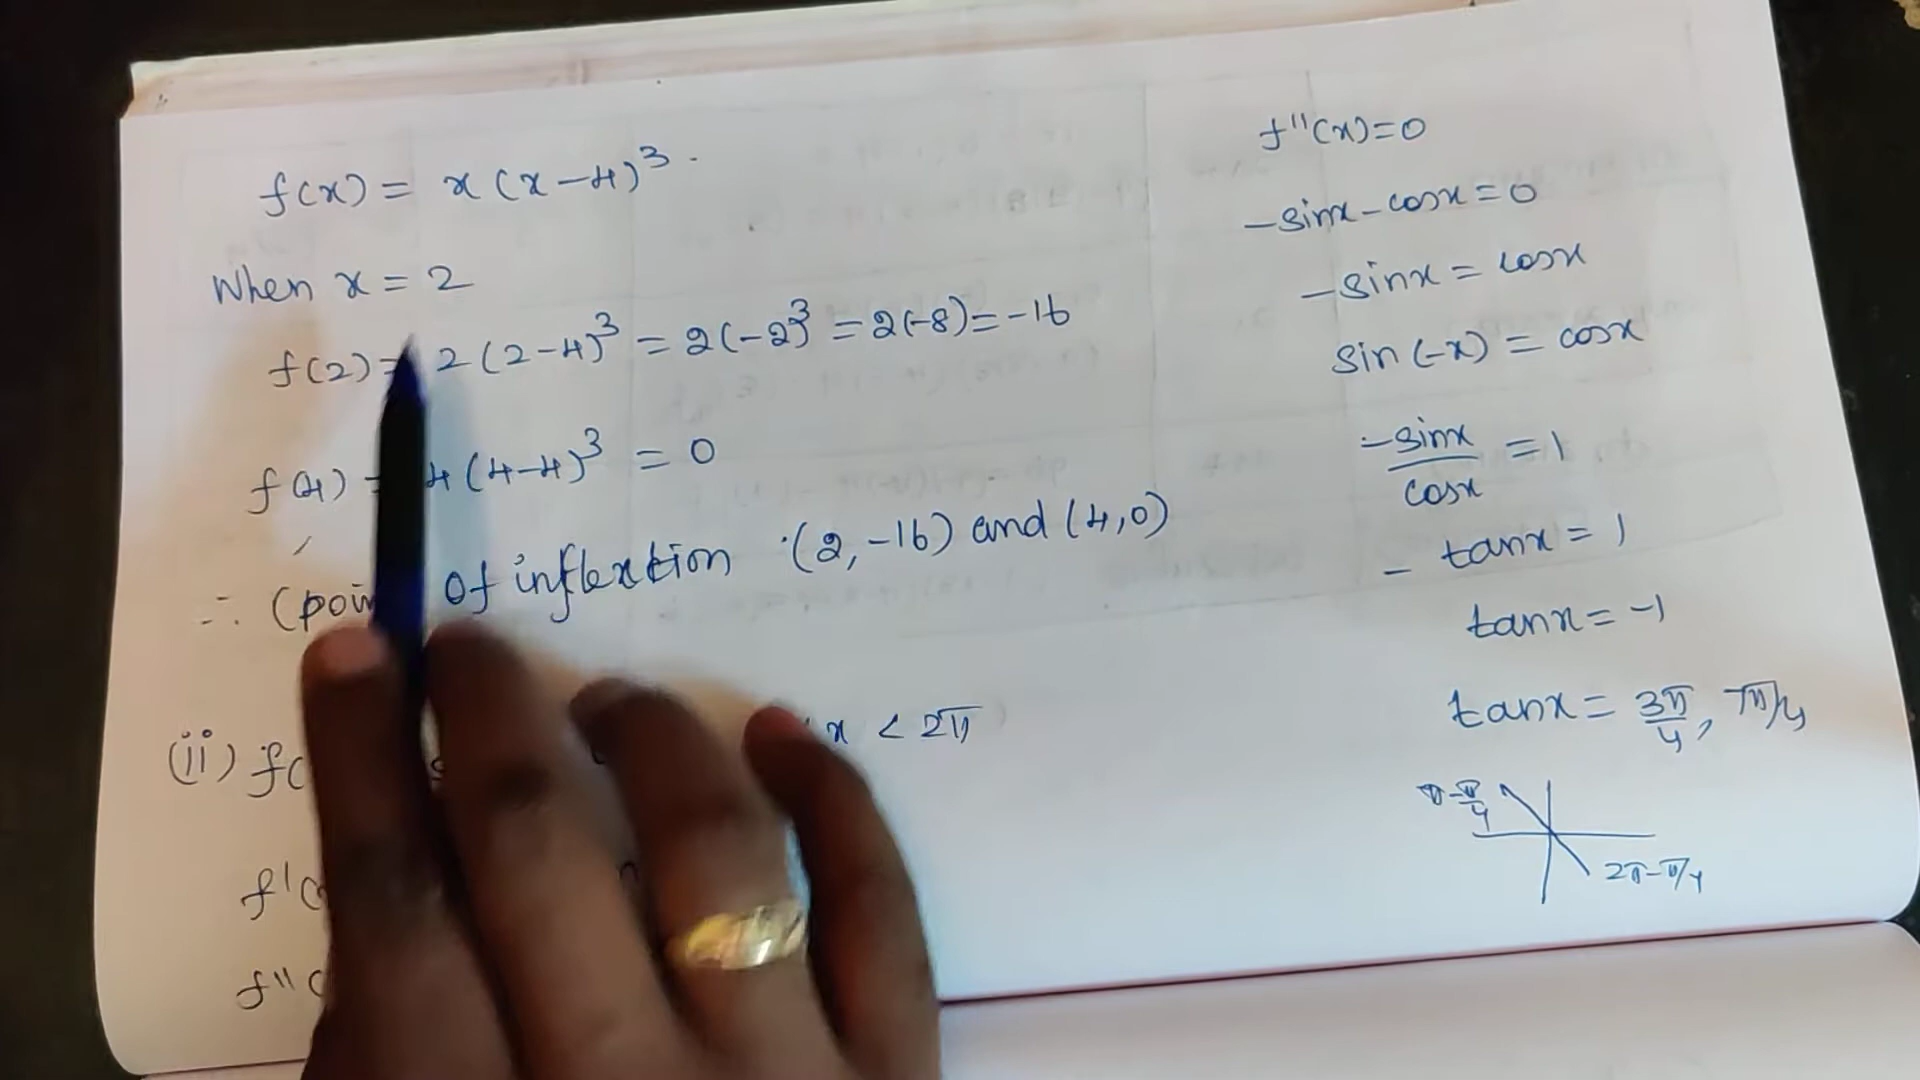 f(x) = x(x-4)³.
When x = 2
f(2) = 2(2-4)³ = 2(-2)³ = 2(-8) = -16
f(4) = 4(4-4)³ = 0
∴ (poin of inflextion (2,-16) and (4,0)
(ii) f( x < 2π
f'(
f''(
f''(x)=0
-sinx-cosx=0
-sinx = cosx
sin(-x) = cosx
-sinx/cosx = 1
- tanx = 1
tanx = -1
tanx = 3π/4, 7π/4
π-π/4
2π-π/4